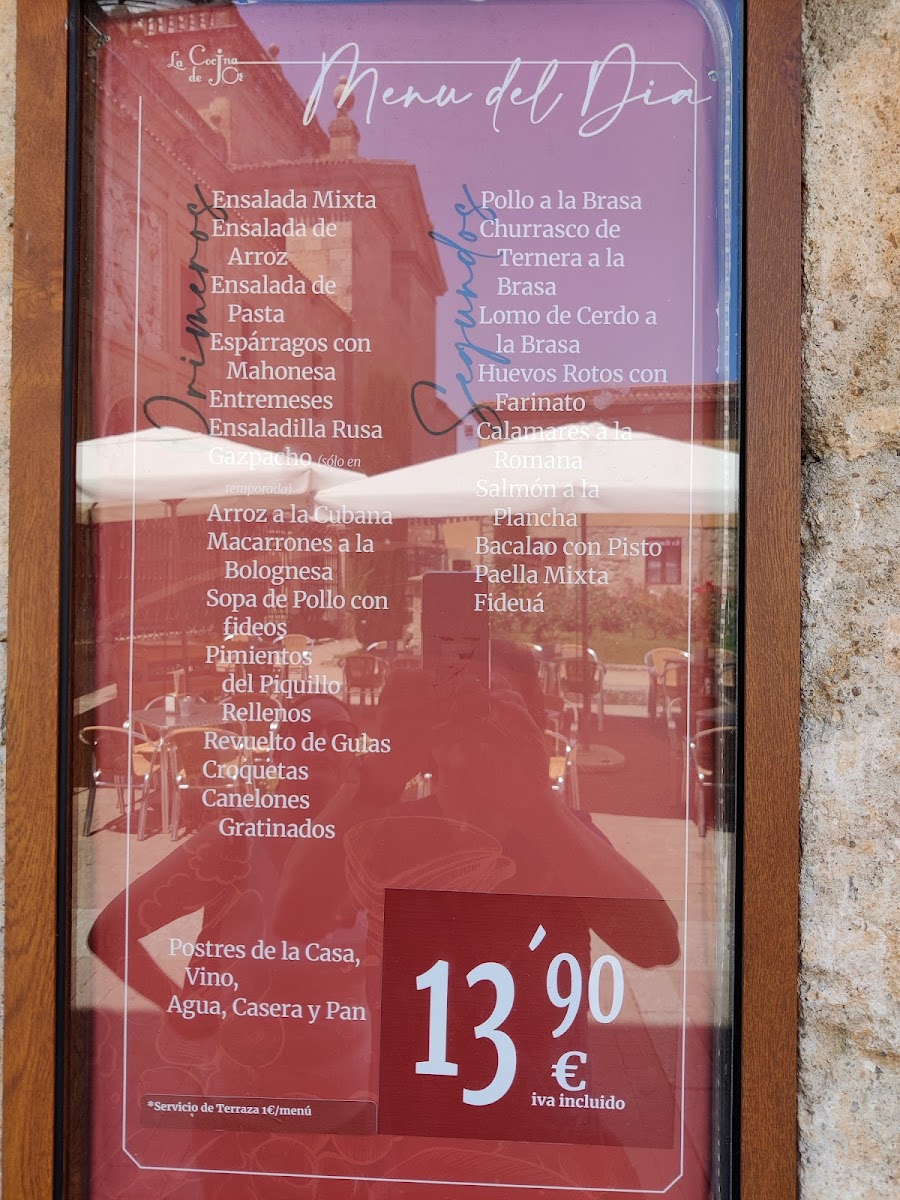 La Cocina
de JOse
Menu del Dia
Primeros
Ensalada Mixta
Ensalada de
Arroz
Ensalada de
Pasta
Espárragos con
Mahonesa
Entremeses
Ensaladilla Rusa
Gazpacho (sólo en
temporada)
Arroz a la Cubana
Macarrones a la
Bolognesa
Sopa de Pollo con
fideos
Pimientos
del Piquillo
Rellenos
Revuelto de Gulas
Croquetas
Canelones
Gratinados
Segundos
Pollo a la Brasa
Churrasco de
Ternera a la
Brasa
Lomo de Cerdo a
la Brasa
Huevos Rotos con
Farinato
Calamares a la
Romana
Salmón a la
Plancha
Bacalao con Pisto
Paella Mixta
Fideuá
Postres de la Casa,
Vino,
Agua, Casera y Pan
13´90
€
iva incluido
*Servicio de Terraza 1€/menú